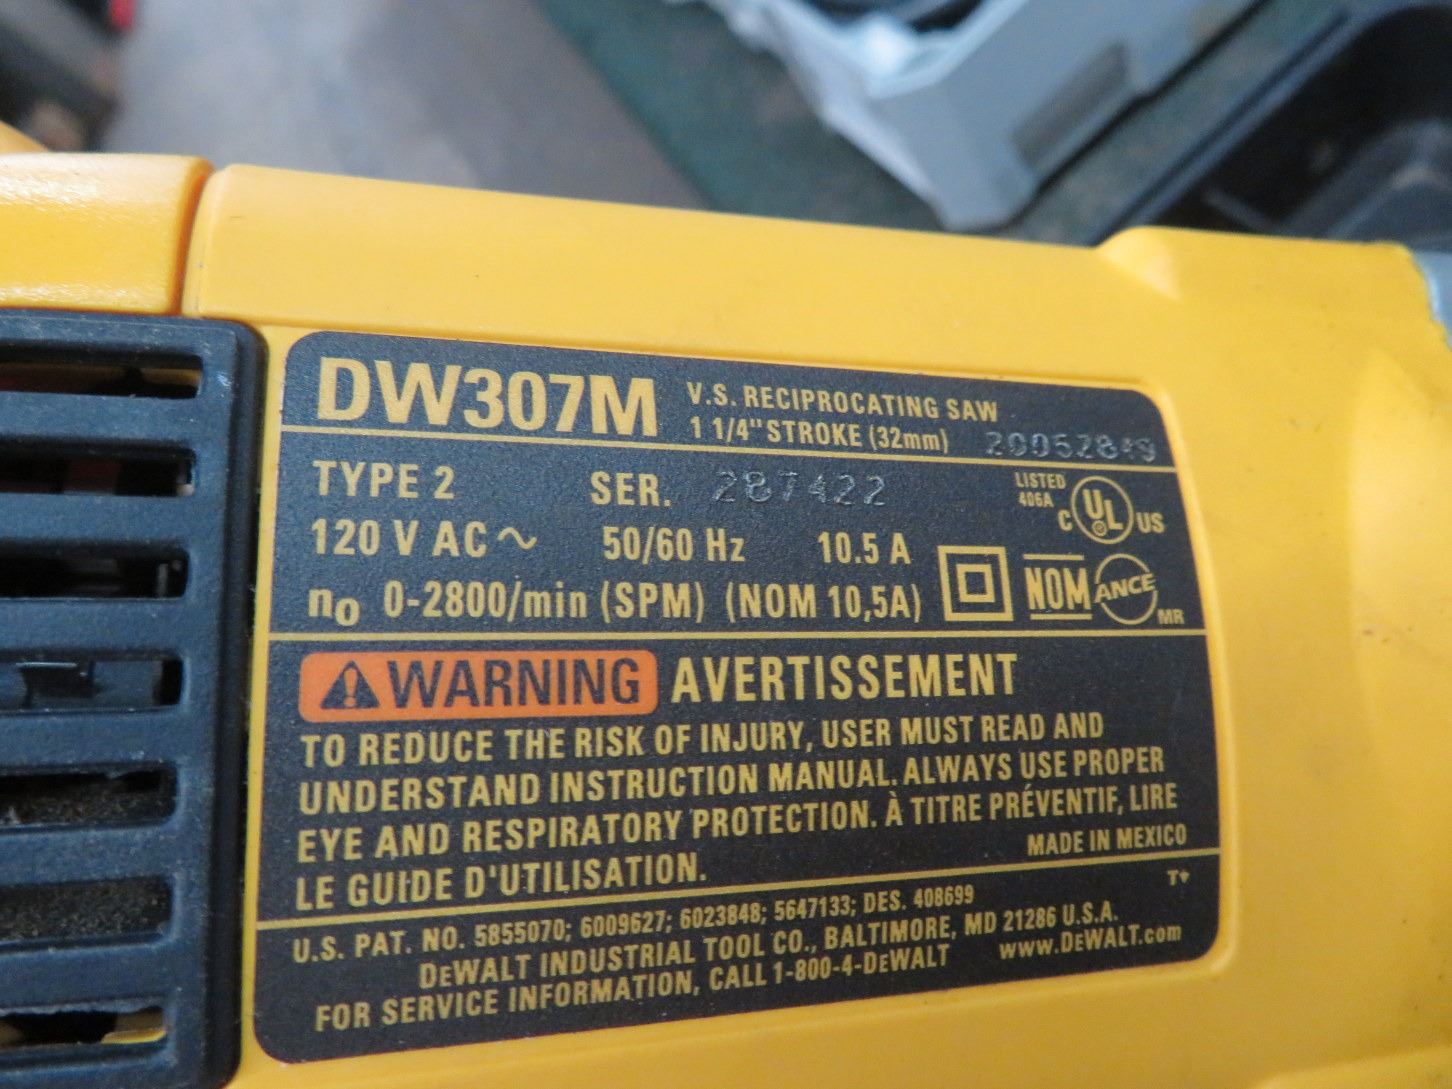 DW307M
V.S. RECIPROCATING SAW
1 1/4" STROKE (32mm) 20052849
TYPE 2 SER. 287422
LISTED
406A
C UL US
120 V AC ~ 50/60 Hz 10.5 A
n0 0-2800/min (SPM) (NOM 10,5A) NOM ANCE MR
WARNING AVERTISSEMENT
TO REDUCE THE RISK OF INJURY, USER MUST READ AND
UNDERSTAND INSTRUCTION MANUAL. ALWAYS USE PROPER
EYE AND RESPIRATORY PROTECTION. À TITRE PRÉVENTIF, LIRE
LE GUIDE D'UTILISATION.
MADE IN MEXICO
U.S. PAT. NO. 5855070; 6009627; 6023848; 5647133; DES. 408699
DEWALT INDUSTRIAL TOOL CO., BALTIMORE, MD 21286 U.S.A.
FOR SERVICE INFORMATION, CALL 1-800-4-DEWALT www.DEWALT.com